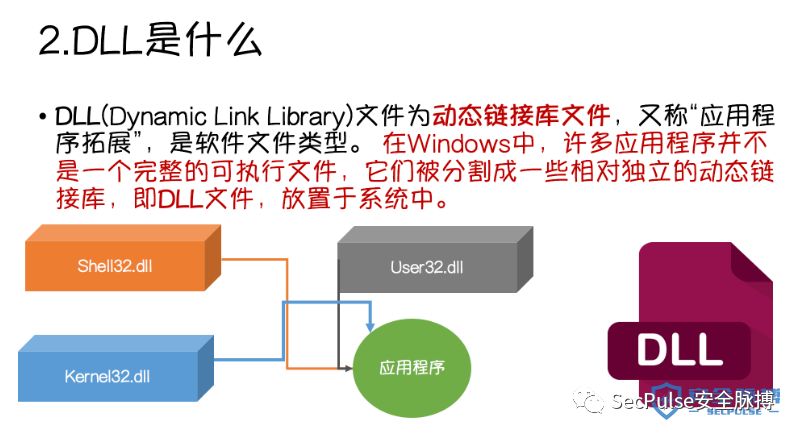 2.DLL是什么
• DLL(Dynamic Link Library)文件为动态链接库文件，又称“应用程
序拓展”，是软件文件类型。 在Windows中，许多应用程序并不
是一个完整的可执行文件，它们被分割成一些相对独立的动态链
接库，即DLL文件，放置于系统中。
Shell32.dll
User32.dll
Kernel32.dll
应用程序
DLL
SecPulse安全脉搏
SECPULSE